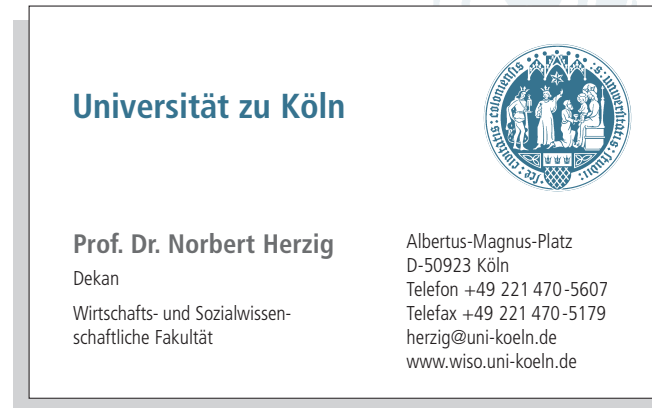 Universität zu Köln
Prof. Dr. Norbert Herzig
Dekan
Wirtschafts- und Sozialwissen-
schaftliche Fakultät
Albertus-Magnus-Platz
D-50923 Köln
Telefon +49 221 470-5607
Telefax +49 221 470-5179
herzig@uni-koeln.de
www.wiso.uni-koeln.de